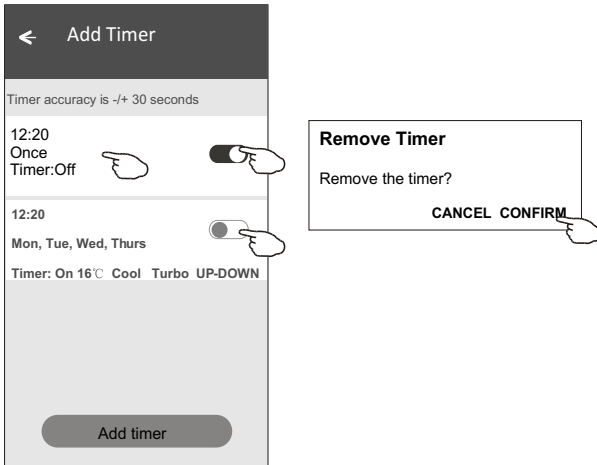 Add Timer
Timer accuracy is -/+ 30 seconds
12:20
Once
Timer:Off
12:20
Mon, Tue, Wed, Thurs
Timer: On 16℃ Cool Turbo UP-DOWN
Add timer
Remove Timer
Remove the timer?
CANCEL CONFIRM